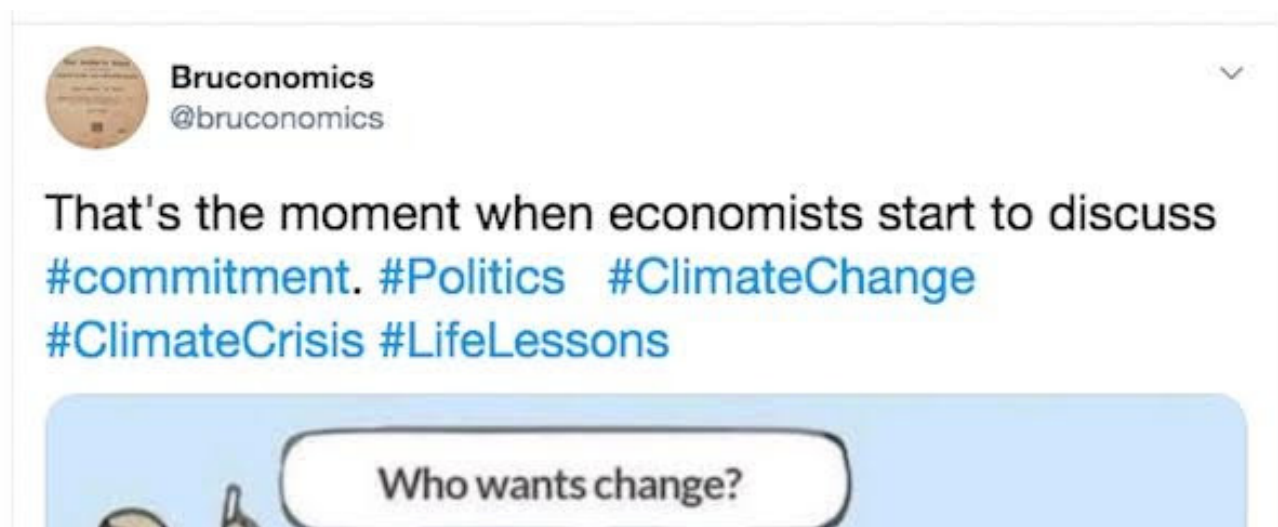 Bruconomics
@bruconomics
That's the moment when economists start to discuss
#commitment. #Politics #ClimateChange
#ClimateCrisis #LifeLessons
Who wants change?